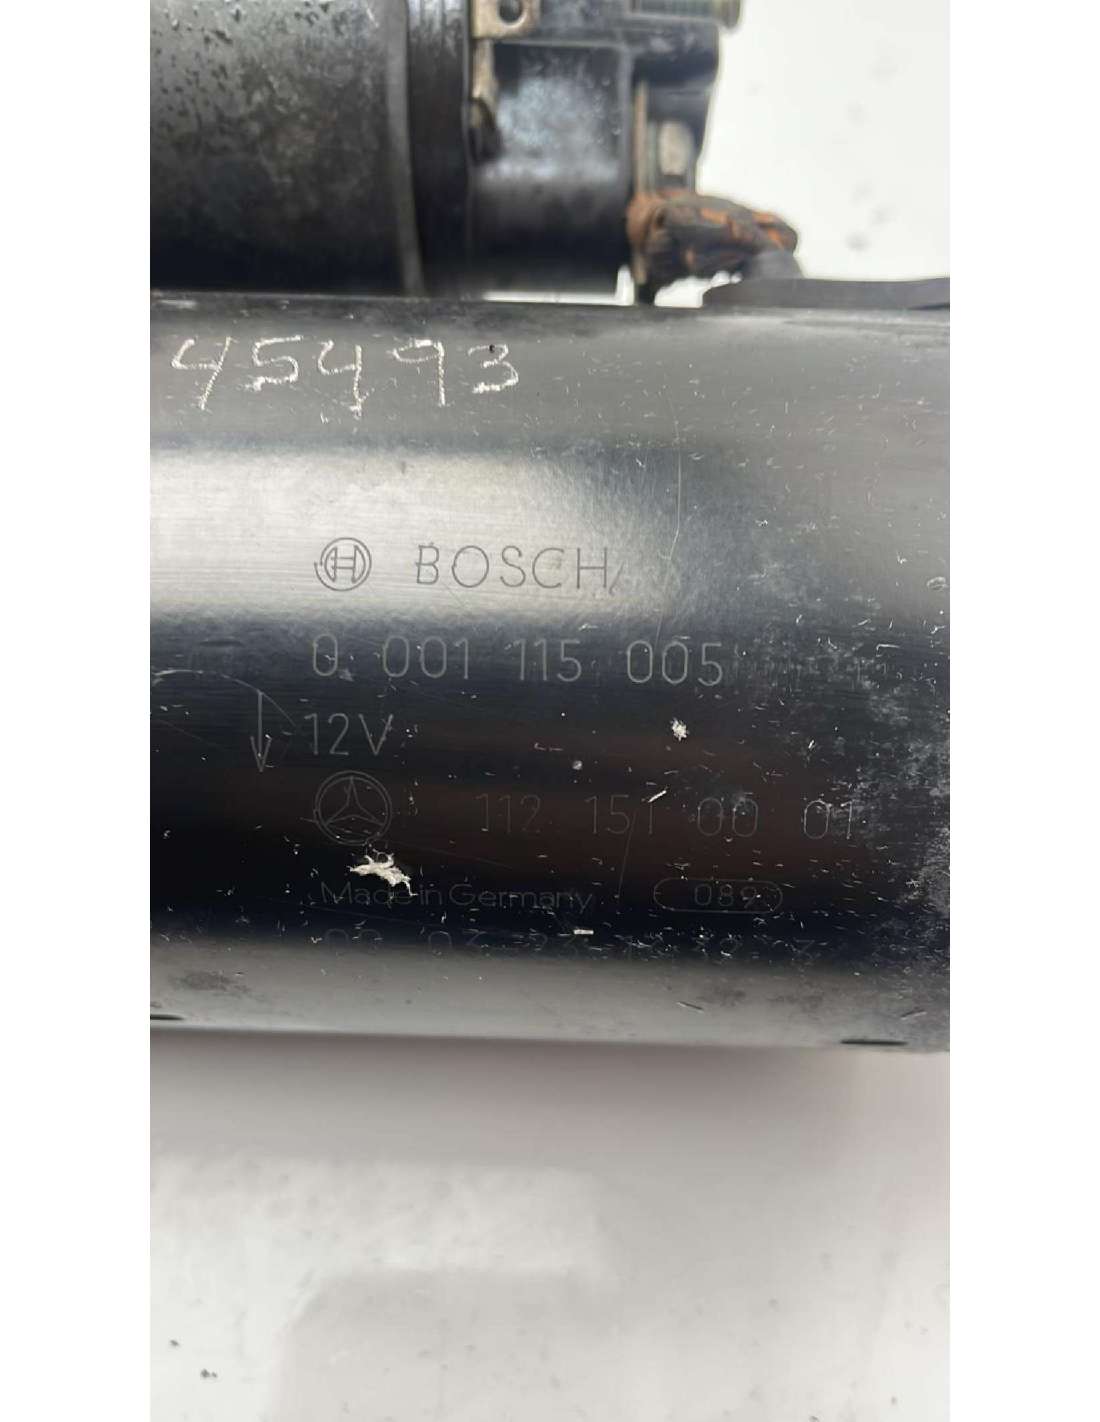 45493
BOSCH
0 001 115 005
12V
112 151 00 01
Made in Germany 089